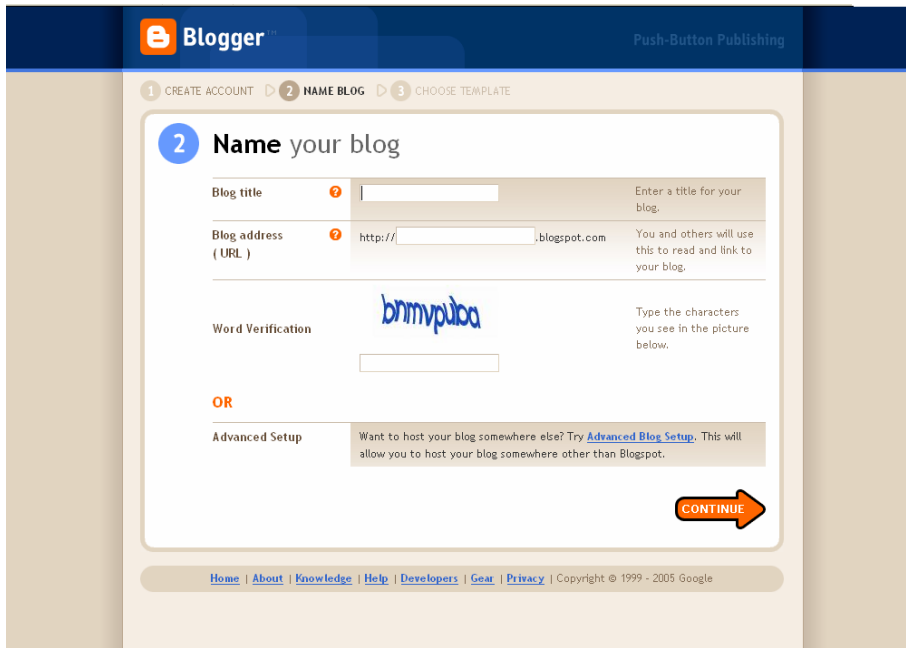 Blogger™
Push-Button Publishing
1 CREATE ACCOUNT 2 NAME BLOG 3 CHOOSE TEMPLATE
2 Name your blog
Blog title ? Enter a title for your
blog.
Blog address ? http:// .blogspot.com You and others will use
( URL ) this to read and link to
your blog.
bnmvpuba
Word Verification Type the characters
you see in the picture
below.
OR
Advanced Setup Want to host your blog somewhere else? Try Advanced Blog Setup. This will
allow you to host your blog somewhere other than Blogspot.
CONTINUE
Home | About | Knowledge | Help | Developers | Gear | Privacy | Copyright © 1999 - 2005 Google